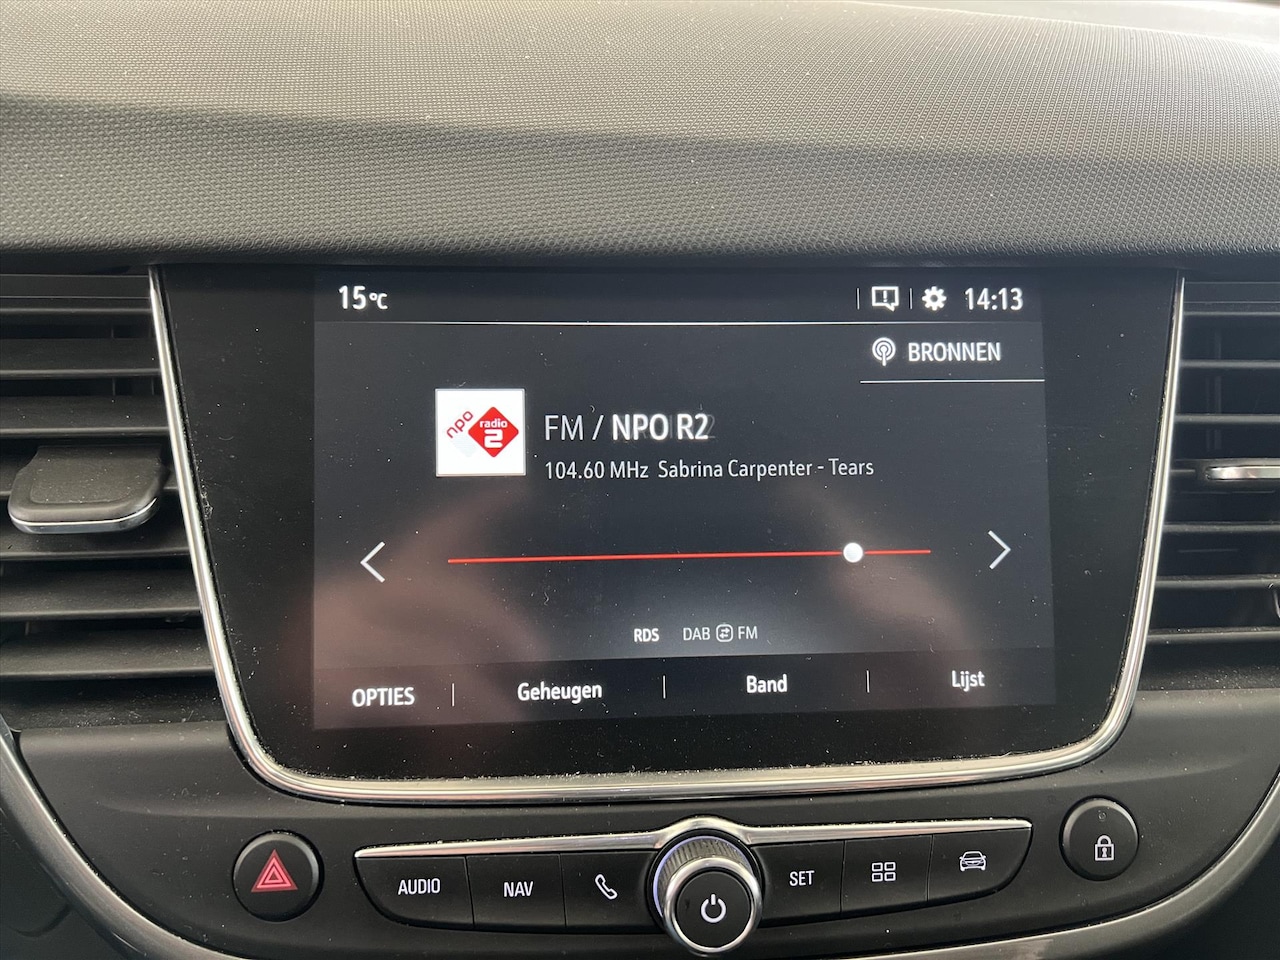 15°C
14:13
BRONNEN
npo
radio
2
FM / NPO R2
104.60 MHz Sabrina Carpenter - Tears
RDS DAB FM
OPTIES Geheugen Band Lijst
AUDIO NAV SET